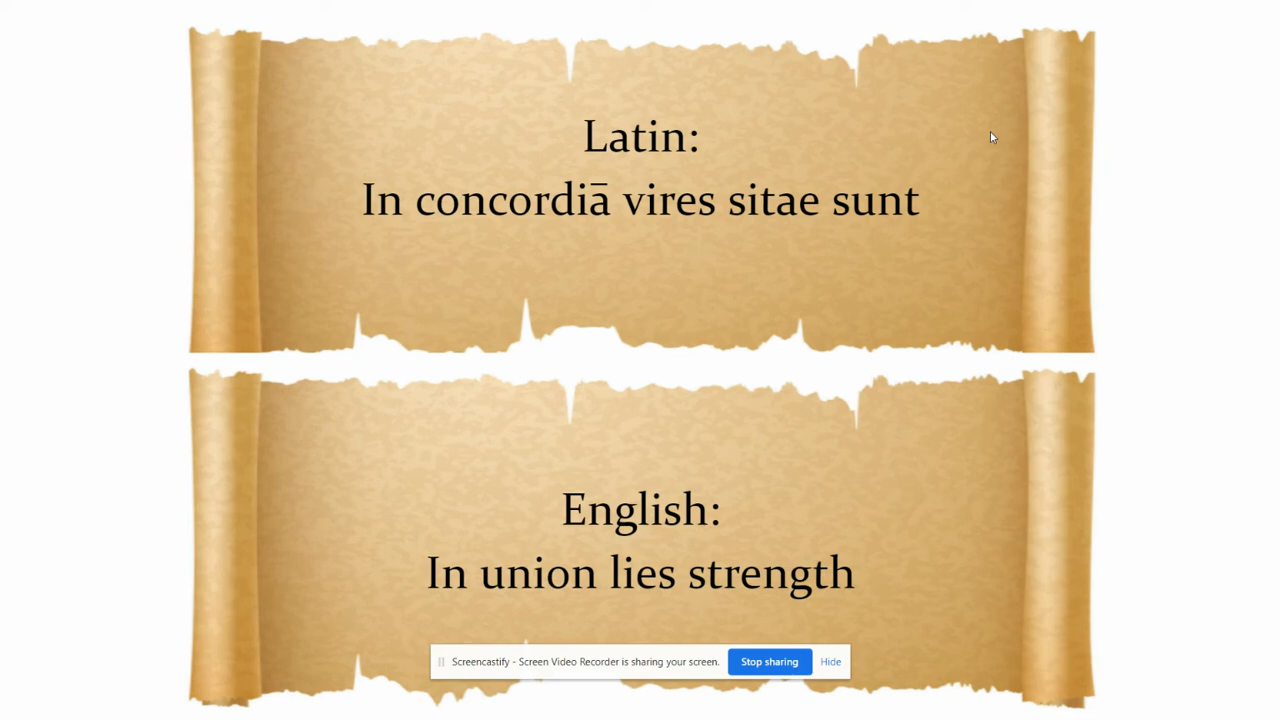 Latin:
In concordiā vires sitae sunt
English:
In union lies strength
Screencastify - Screen Video Recorder is sharing your screen. Stop sharing Hide